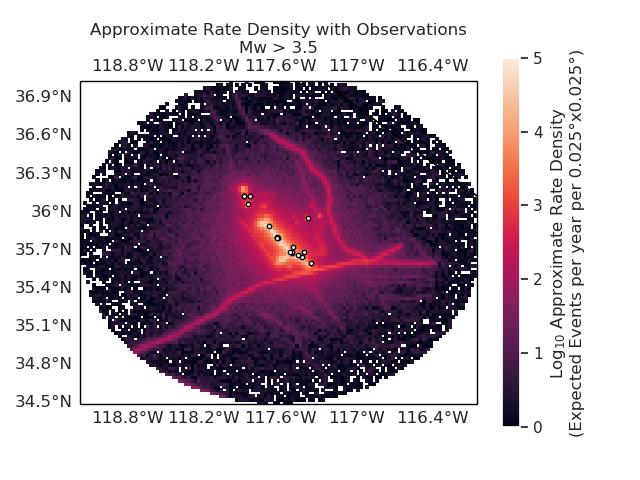 Approximate Rate Density with Observations
Mw > 3.5
118.8°W 118.2°W 117.6°W 117°W 116.4°W
36.9°N
36.6°N
36.3°N
36°N
35.7°N
35.4°N
35.1°N
34.8°N
34.5°N
118.8°W 118.2°W 117.6°W 117°W 116.4°W
5
4
3
2
1
0
Log₁₀ Approximate Rate Density
(Expected Events per year per 0.025°x0.025°)